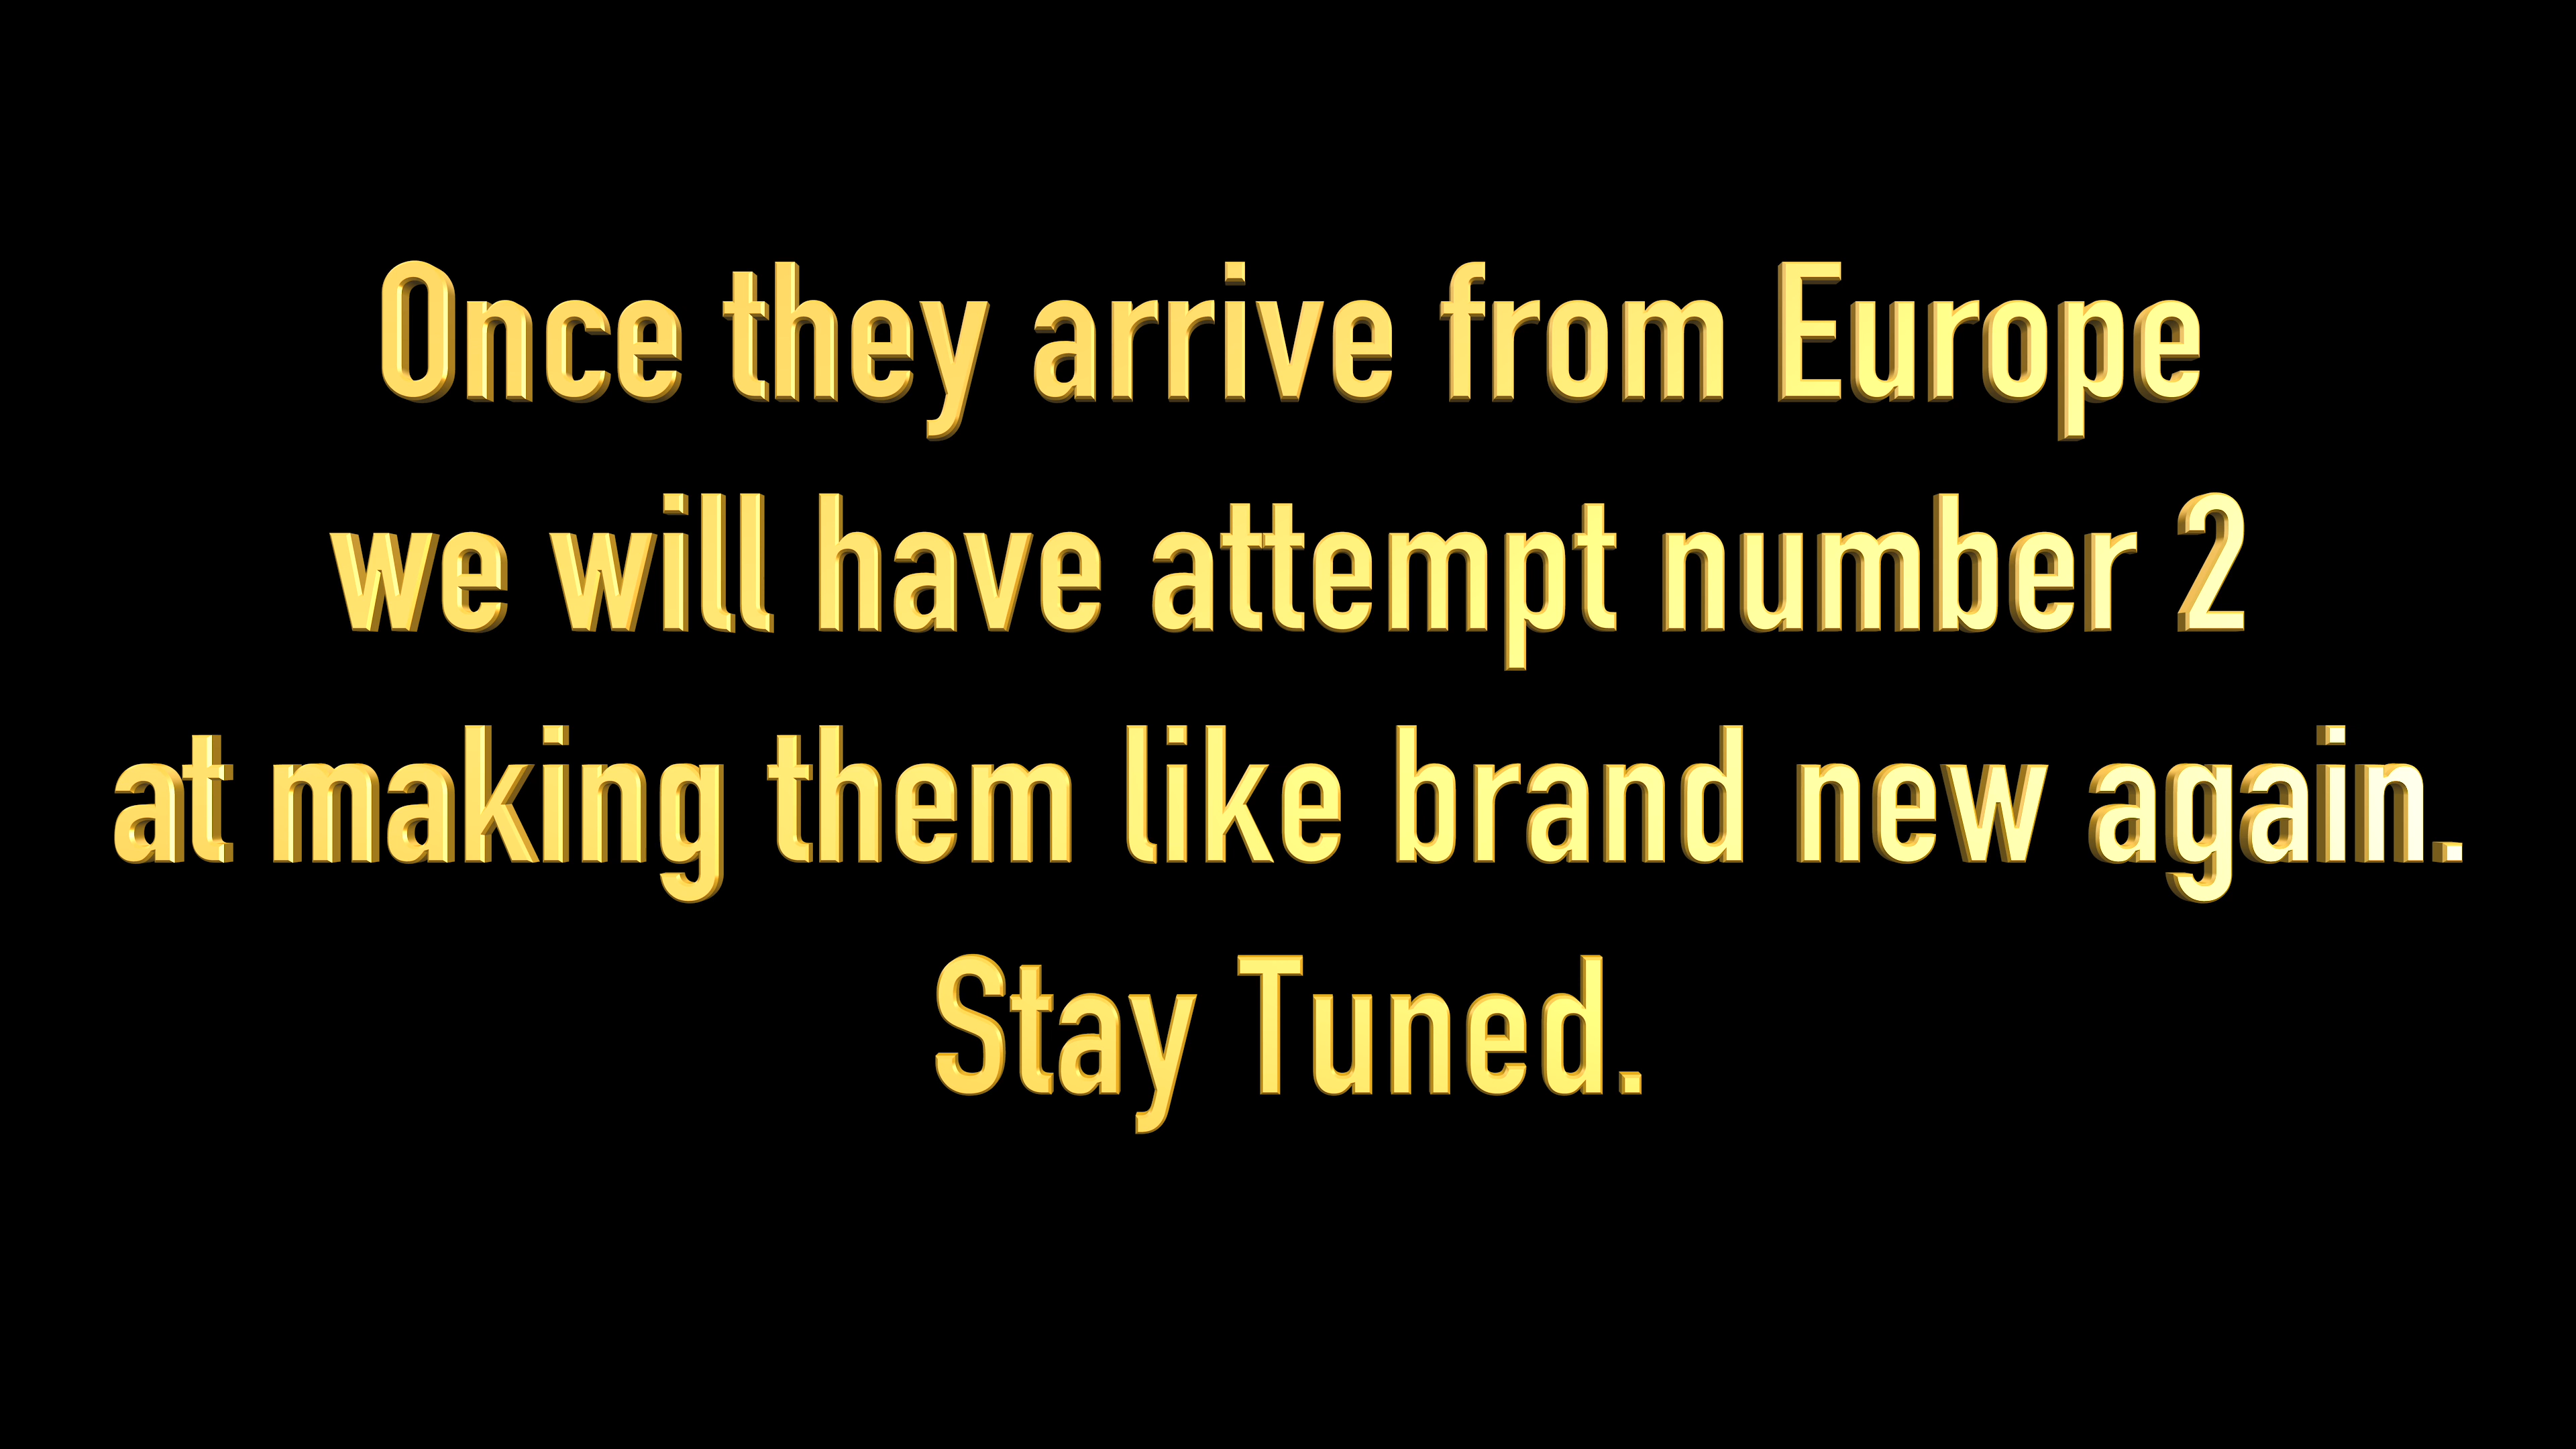 Once they arrive from Europe
we will have attempt number 2
at making them like brand new again.
Stay Tuned.